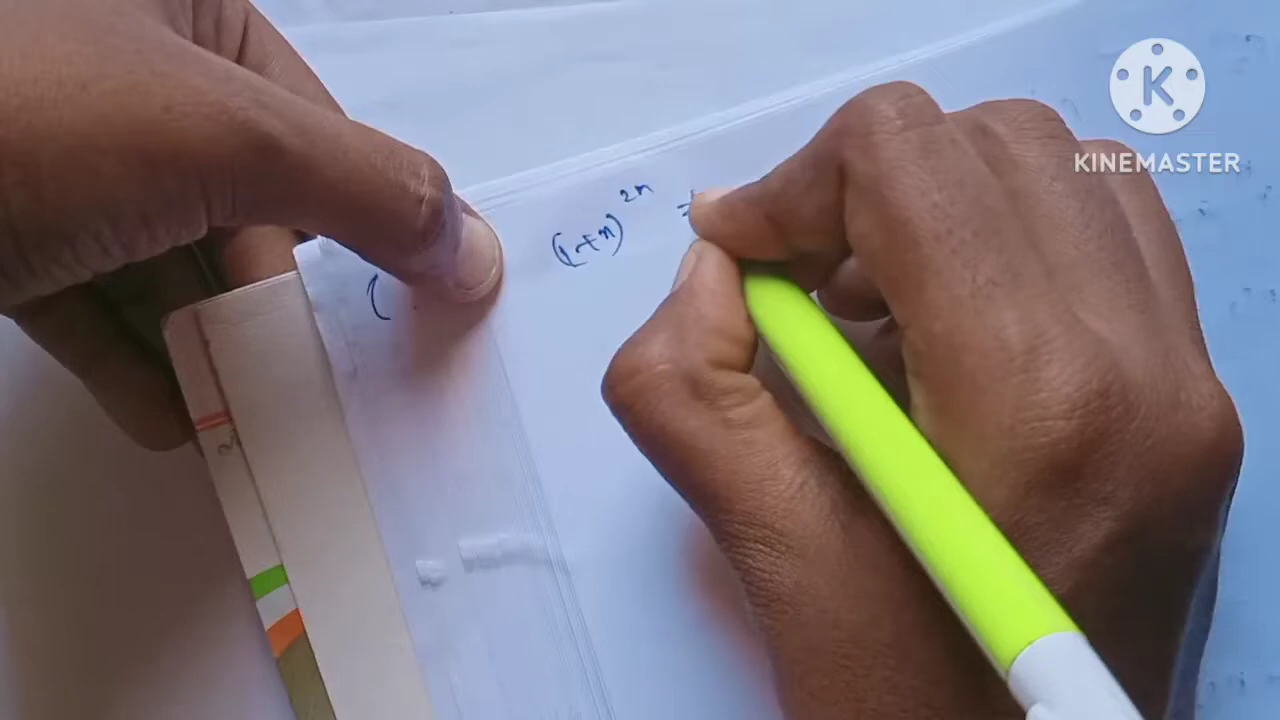 (1+x)^{2n} =
(
K
KINEMASTER